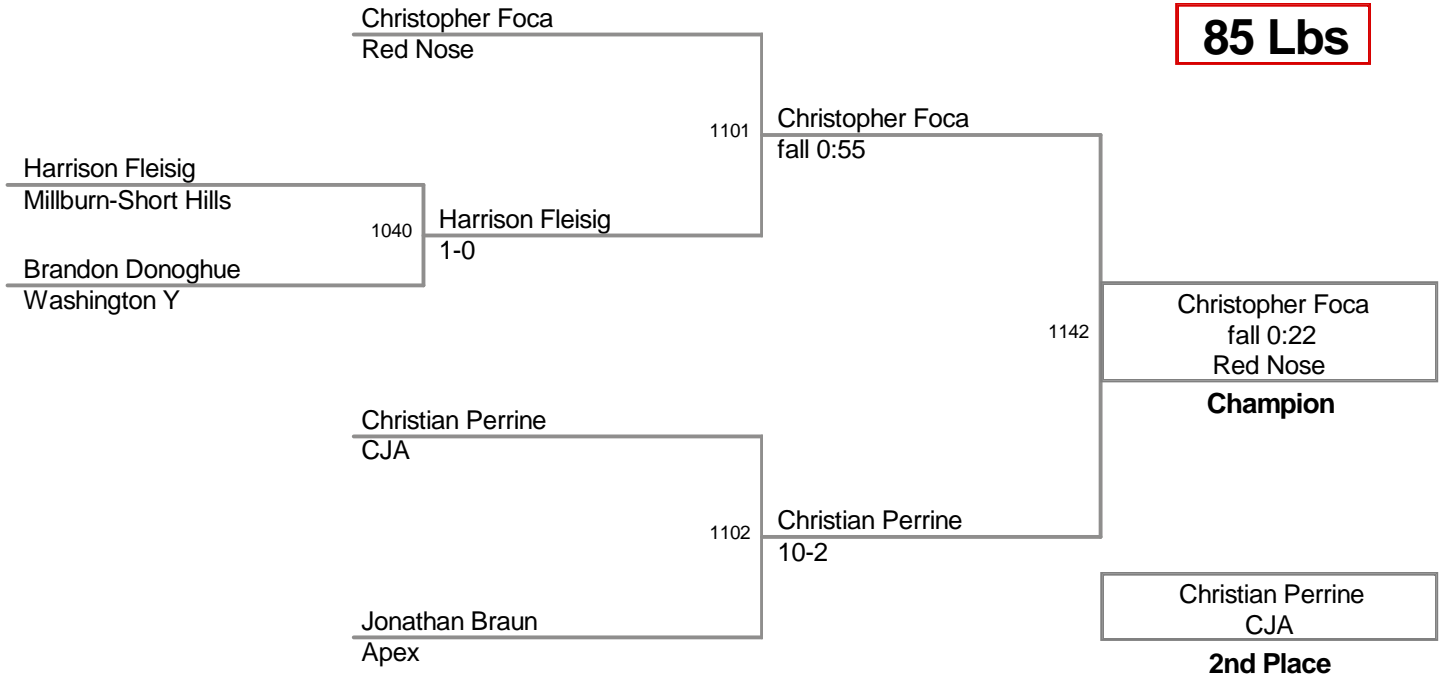 Christopher Foca
Red Nose
85 Lbs
1101
Christopher Foca
fall 0:55
Harrison Fleisig
Millburn-Short Hills
1040
Harrison Fleisig
1-0
Brandon Donoghue
Washington Y
1142
Christopher Foca
fall 0:22
Red Nose
Champion
Christian Perrine
CJA
1102
Christian Perrine
10-2
Jonathan Braun
Apex
Christian Perrine
CJA
2nd Place